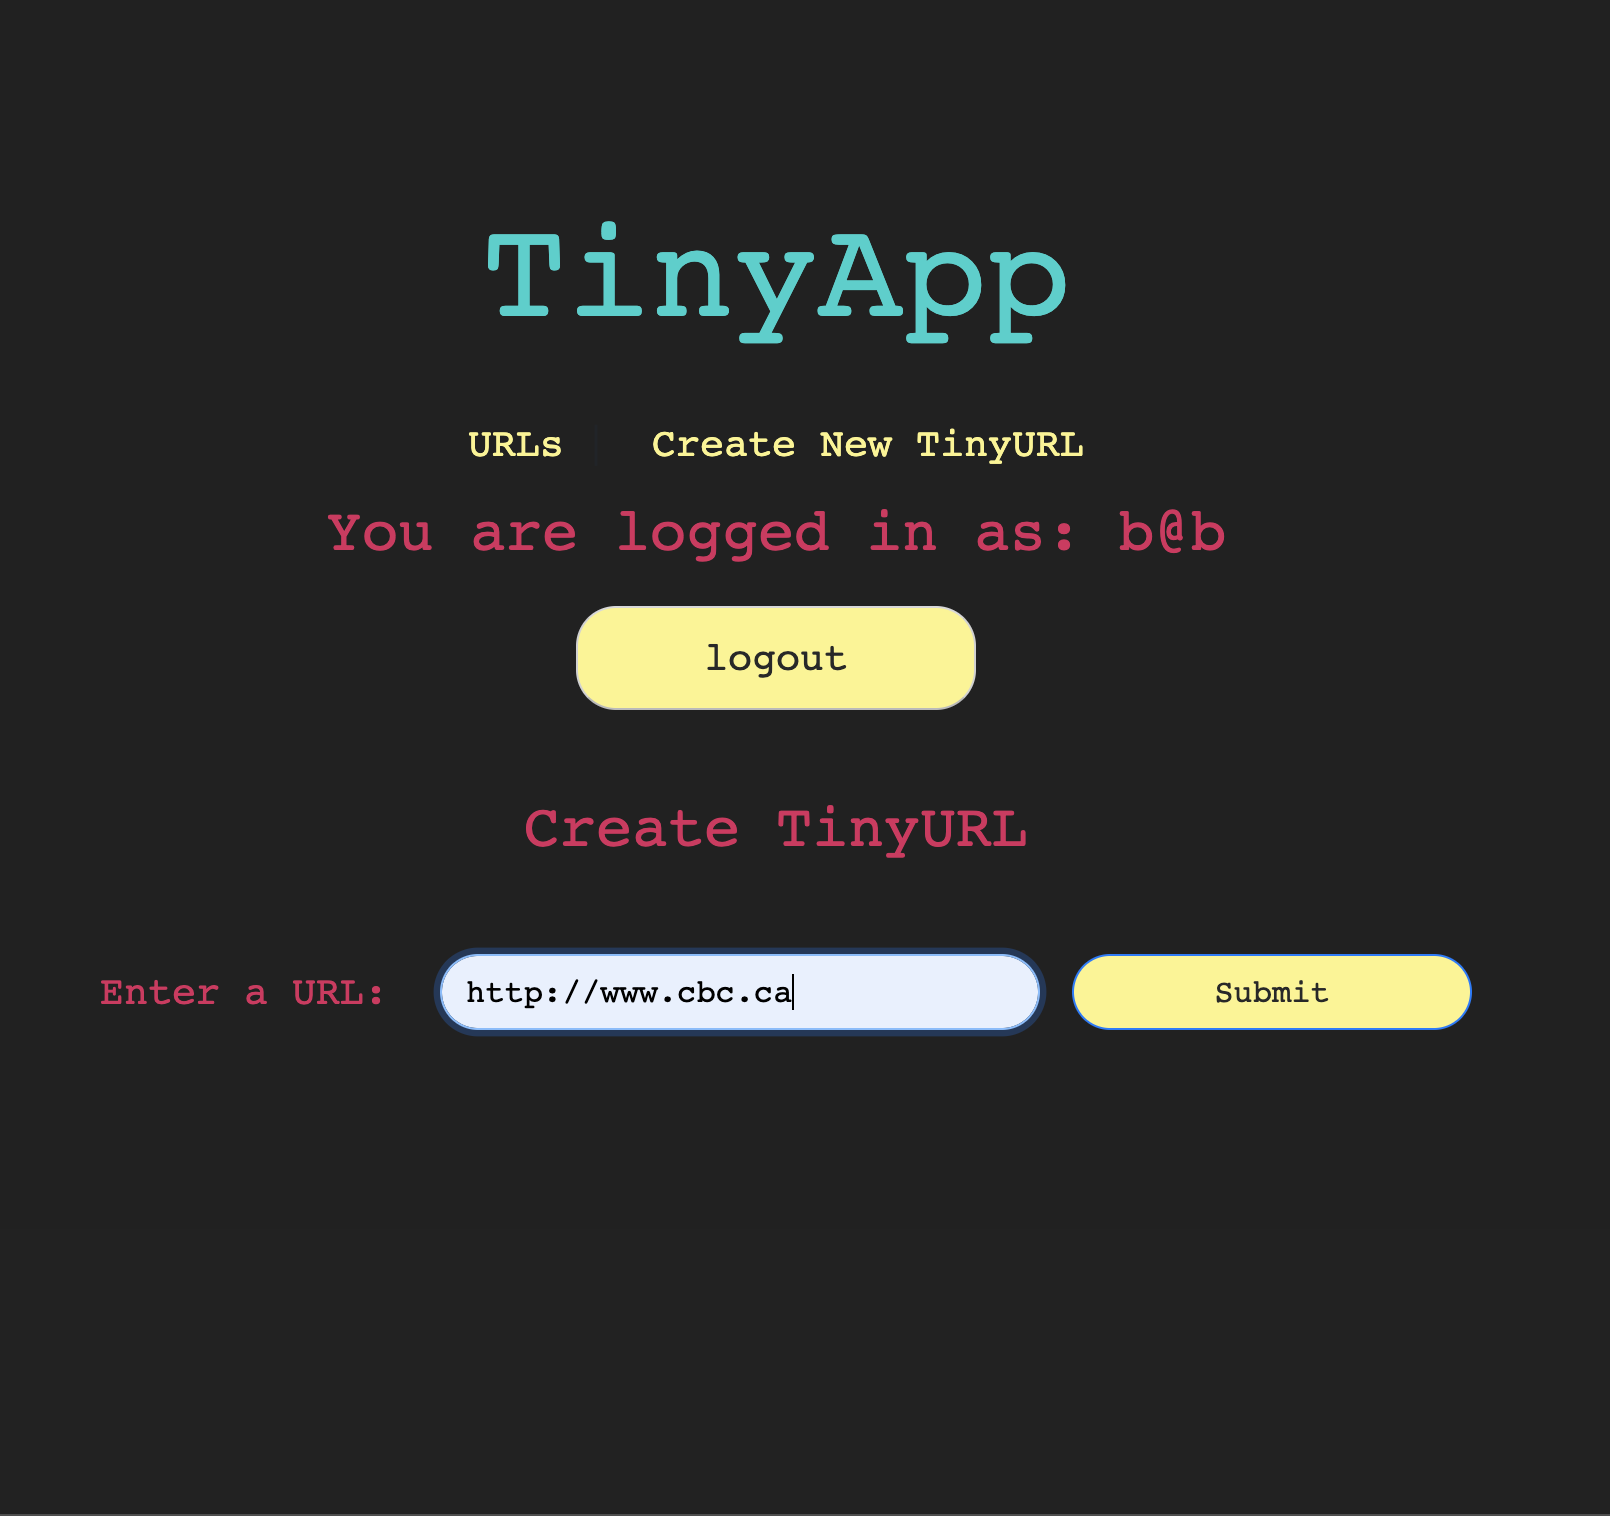 TinyApp
URLs Create New TinyURL
You are logged in as: b@b
logout
Create TinyURL
Enter a URL: http://www.cbc.ca Submit